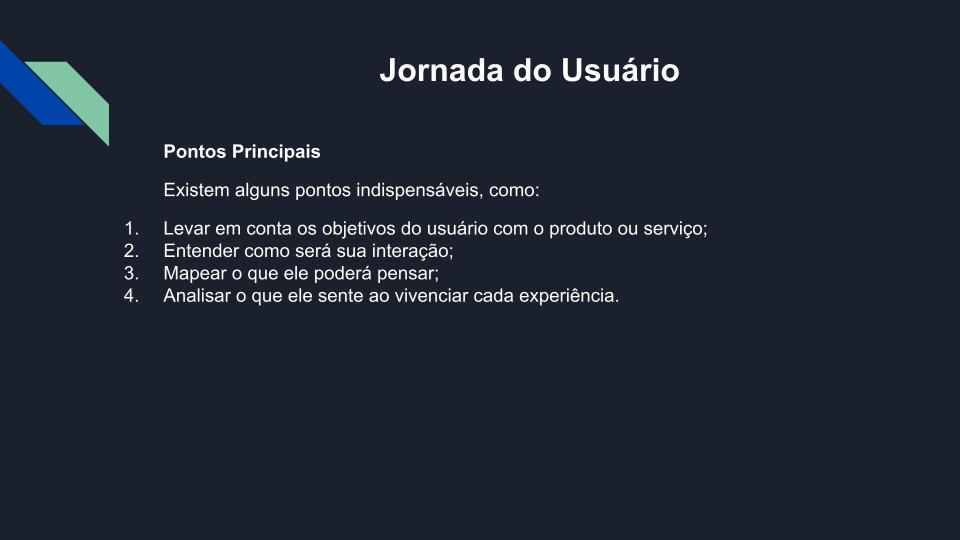 Jornada do Usuário
Pontos Principais
Existem alguns pontos indispensáveis, como:
1. Levar em conta os objetivos do usuário com o produto ou serviço;
2. Entender como será sua interação;
3. Mapear o que ele poderá pensar;
4. Analisar o que ele sente ao vivenciar cada experiência.